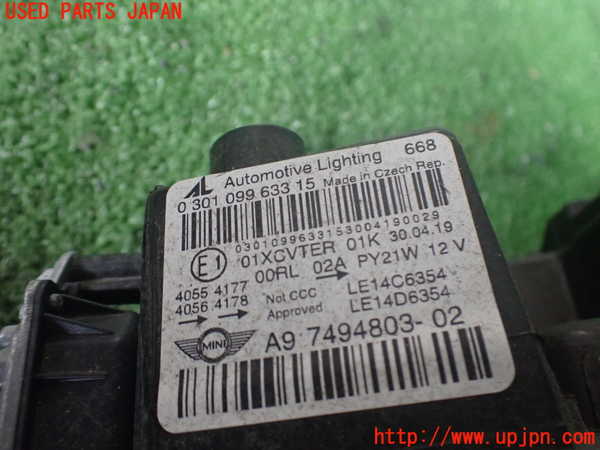 USED PARTS JAPAN
AL Automotive Lighting 668
0 301 099 633 15 Made in Czech Rep.
0301099633153004190029
E1 01XCVTER 01K 30.04.19
00RL 02A PY21W 12 V
4055 4177
4056 4178
Not CCC
Approved
LE14C6354
LE14D6354
MINI A9 7494803-02
http://www.upjpn.com